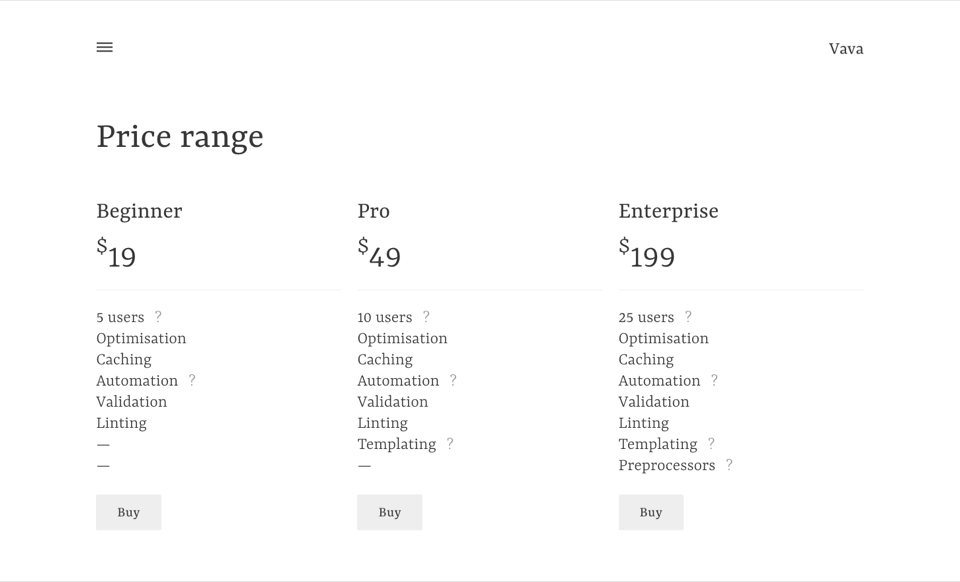 Vava
Price range
Beginner
$19
5 users ?
Optimisation
Caching
Automation ?
Validation
Linting
—
—
Buy
Pro
$49
10 users ?
Optimisation
Caching
Automation ?
Validation
Linting
Templating ?
—
Buy
Enterprise
$199
25 users ?
Optimisation
Caching
Automation ?
Validation
Linting
Templating ?
Preprocessors ?
Buy